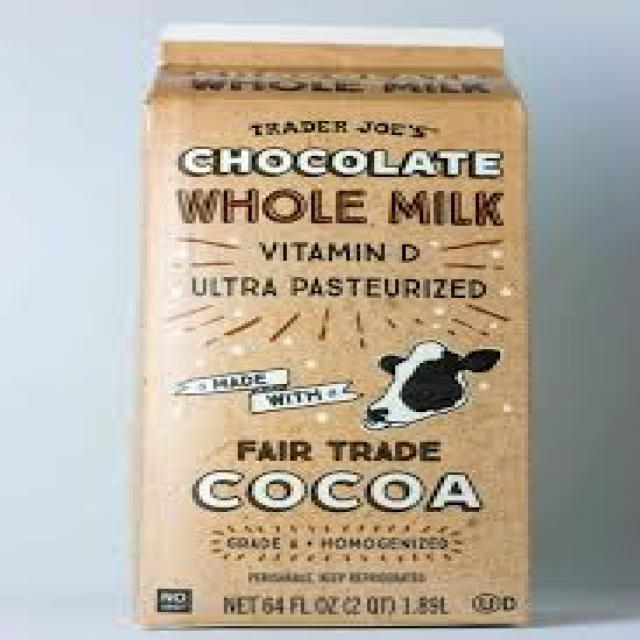 WHOLE MILK
TRADER JOE'S
CHOCOLATE
WHOLE MILK
VITAMIN D
ULTRA PASTEURIZED
MADE
WITH
FAIR TRADE
COCOA
GRADE A • HOMOGENIZED
PERISHABLE, KEEP REFRIGERATED
NO
NET 64 FL OZ (2 QT) 1.89L
U D